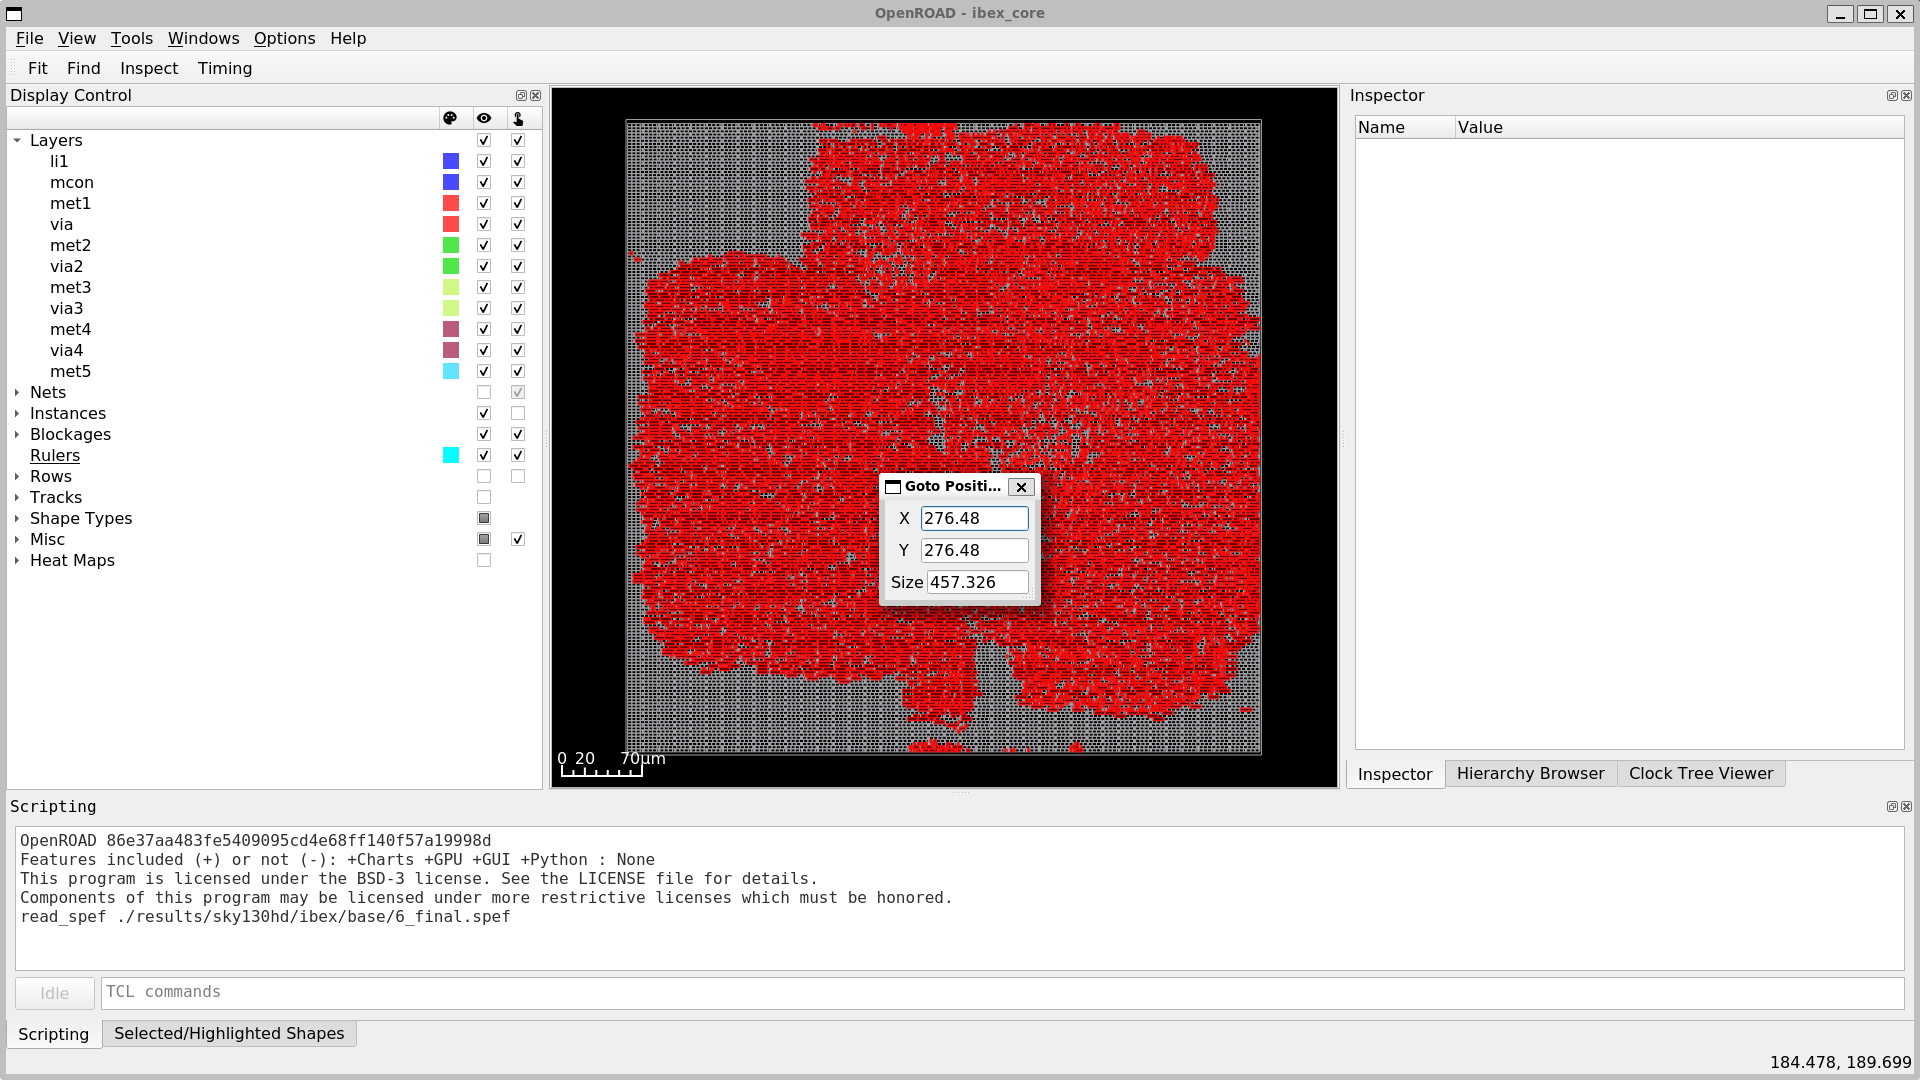 OpenROAD - ibex_core
File View Tools Windows Options Help
Fit Find Inspect Timing
Display Control
Layers
li1
mcon
met1
via
met2
via2
met3
via3
met4
via4
met5
Nets
Instances
Blockages
Rulers
Rows
Tracks
Shape Types
Misc
Heat Maps
0 20 70μm
Goto Positi...
X 276.48
Y 276.48
Size 457.326
Inspector
Name Value
Inspector Hierarchy Browser Clock Tree Viewer
Scripting
OpenROAD 86e37aa483fe5409095cd4e68ff140f57a19998d
Features included (+) or not (-): +Charts +GPU +GUI +Python : None
This program is licensed under the BSD-3 license. See the LICENSE file for details.
Components of this program may be licensed under more restrictive licenses which must be honored.
read_spef ./results/sky130hd/ibex/base/6_final.spef
Idle TCL commands
Scripting Selected/Highlighted Shapes
184.478, 189.699